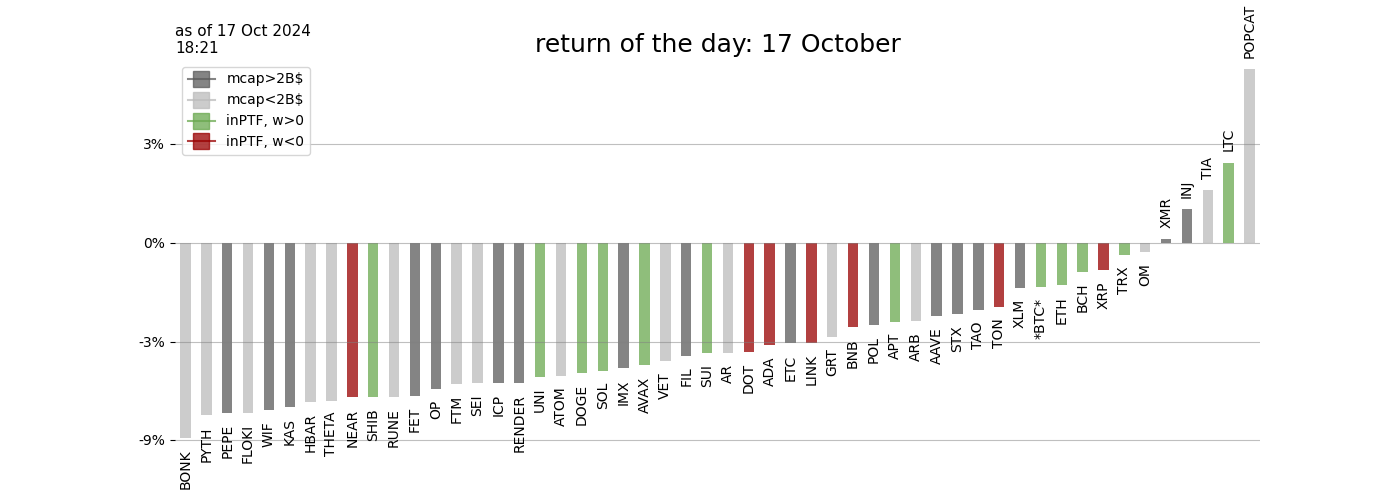 as of 17 Oct 2024
18:21
return of the day: 17 October
mcap>2B$
mcap<2B$
inPTF, w>0
inPTF, w<0
3%
0%
-3%
-9%
BONK
PYTH
PEPE
FLOKI
WIF
KAS
HBAR
THETA
NEAR
SHIB
RUNE
FET
OP
FTM
SEI
ICP
RENDER
UNI
ATOM
DOGE
SOL
IMX
AVAX
VET
FIL
SUI
AR
DOT
ADA
ETC
LINK
GRT
BNB
POL
APT
ARB
AAVE
STX
TAO
TON
XLM
*BTC*
ETH
BCH
XRP
TRX
OM
XMR
INJ
TIA
LTC
POPCAT